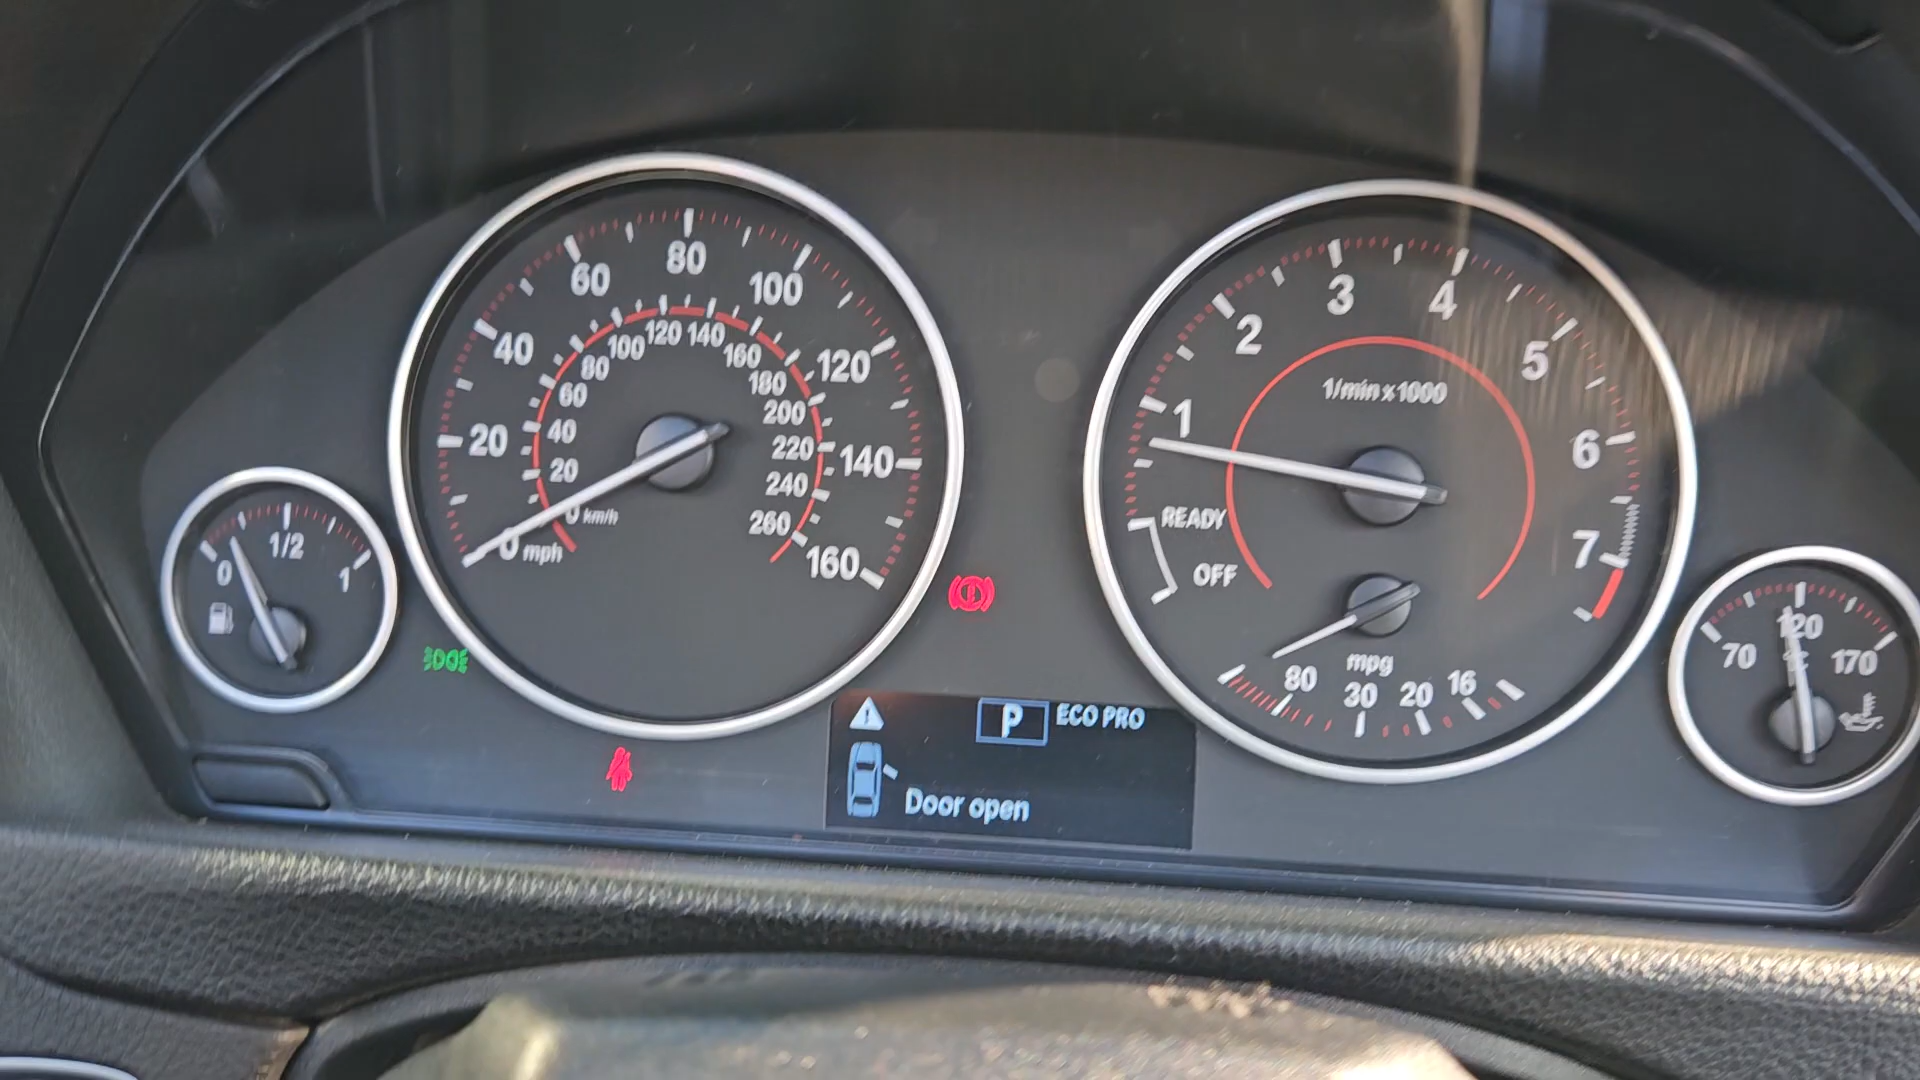 0 1/2 1
0 mph 20 40 60 80 100 120 140 160
0 km/h 20 40 60 80 100 120 140 160 180 200 220 240 260
P ECO PRO
Door open
1 2 3 4 5 6 7
1/min x 1000
READY
OFF
mpg
80 30 20 16
70 120 170
°C